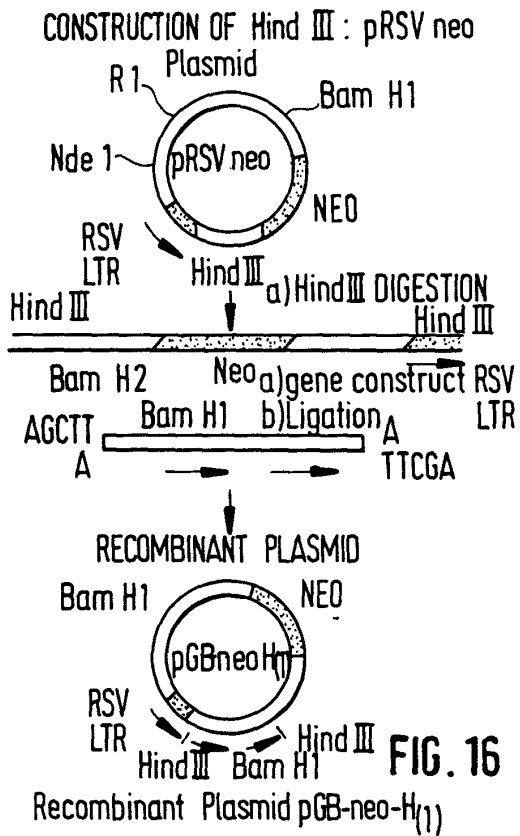 CONSTRUCTION OF Hind III : pRSV neo
Plasmid
R1
Bam H1
Nde 1
pRSV neo
NEO
RSV
LTR
Hind III
a) Hind III DIGESTION
Hind III
Hind III
Bam H2
Neo
a) gene construct
RSV
LTR
Bam H1
b) Ligation
AGCTT
A
A
TTCGA
RECOMBINANT PLASMID
Bam H1
NEO
pGBneoH(1)
RSV
LTR
Hind III
Bam H1
Hind III
FIG. 16
Recombinant Plasmid pGB-neo-H(1)